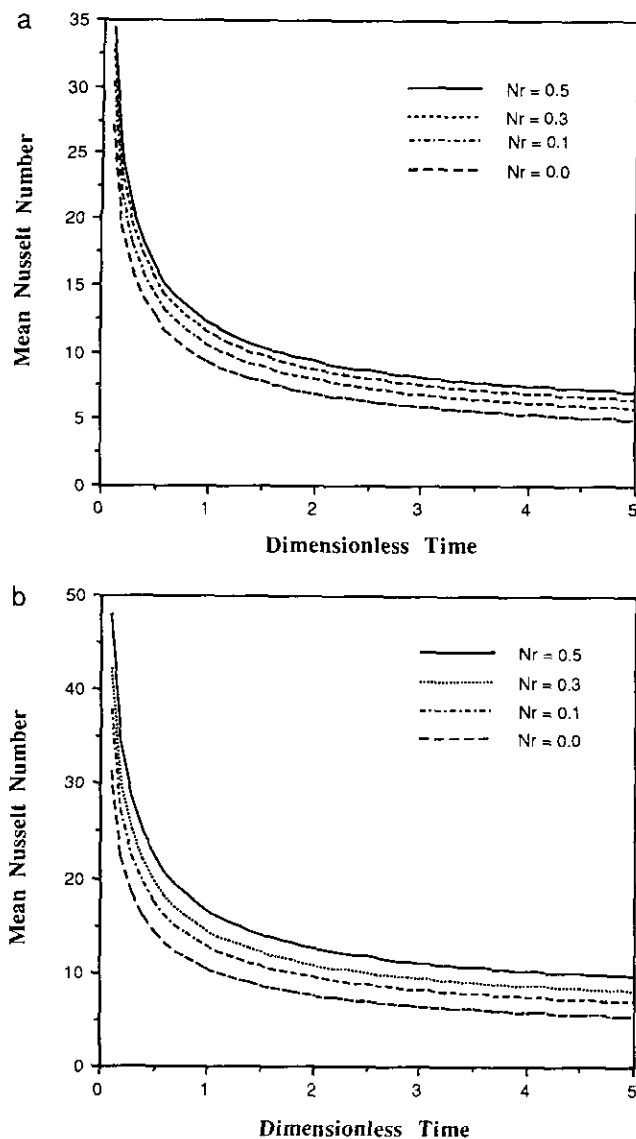 a
35
30
25
20
15
10
5
0
Mean Nusselt Number
Nr = 0.5
Nr = 0.3
Nr = 0.1
Nr = 0.0
0 1 2 3 4 5
Dimensionless Time
b
50
40
30
20
10
0
Mean Nusselt Number
Nr = 0.5
Nr = 0.3
Nr = 0.1
Nr = 0.0
0 1 2 3 4 5
Dimensionless Time